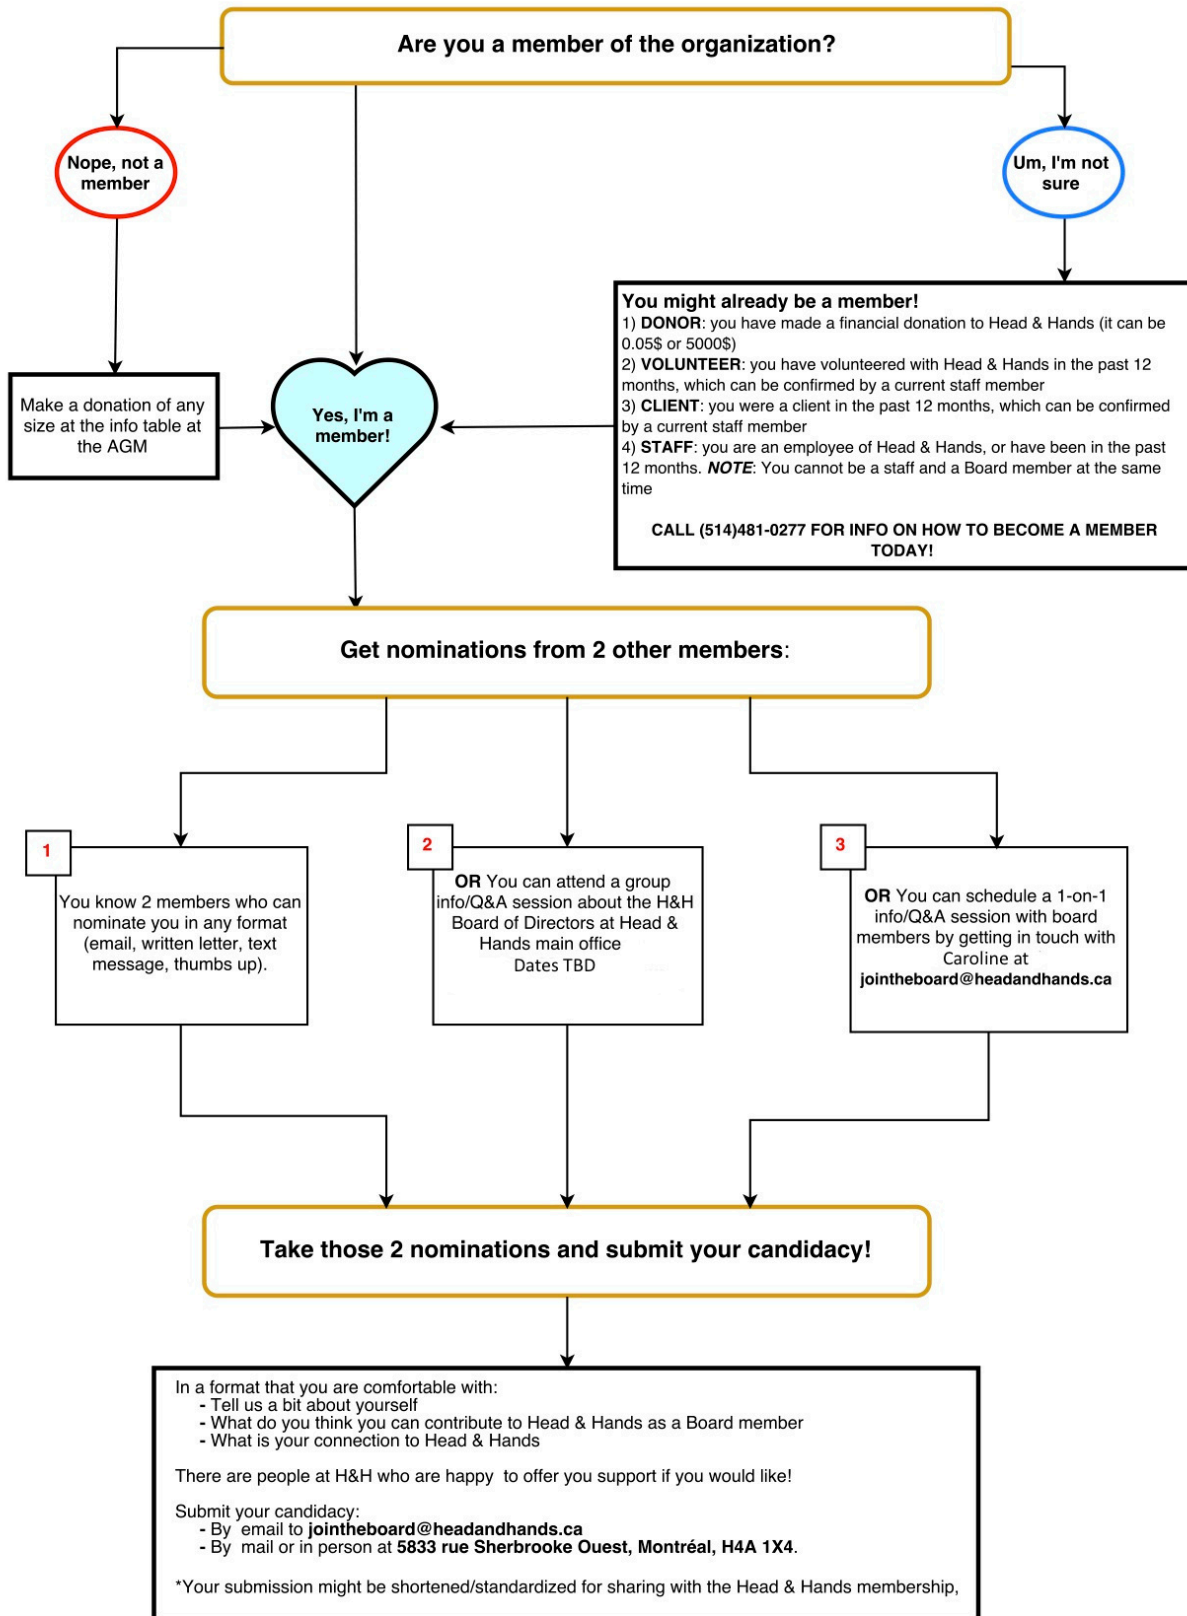 Are you a member of the organization?
Nope, not a
member
Um, I'm not
sure
You might already be a member!
1) DONOR: you have made a financial donation to Head & Hands (it can be
0.05$ or 5000$)
2) VOLUNTEER: you have volunteered with Head & Hands in the past 12
months, which can be confirmed by a current staff member
3) CLIENT: you were a client in the past 12 months, which can be confirmed
by a current staff member
4) STAFF: you are an employee of Head & Hands, or have been in the past
12 months. NOTE: You cannot be a staff and a Board member at the same
time
CALL (514)481-0277 FOR INFO ON HOW TO BECOME A MEMBER
TODAY!
Make a donation of any
size at the info table at
the AGM
Yes, I'm a
member!
Get nominations from 2 other members:
1
You know 2 members who can
nominate you in any format
(email, written letter, text
message, thumbs up).
2
OR You can attend a group
info/Q&A session about the H&H
Board of Directors at Head &
Hands main office
Dates TBD
3
OR You can schedule a 1-on-1
info/Q&A session with board
members by getting in touch with
Caroline at
jointheboard@headandhands.ca
Take those 2 nominations and submit your candidacy!
In a format that you are comfortable with:
- Tell us a bit about yourself
- What do you think you can contribute to Head & Hands as a Board member
- What is your connection to Head & Hands
There are people at H&H who are happy to offer you support if you would like!
Submit your candidacy:
- By email to jointheboard@headandhands.ca
- By mail or in person at 5833 rue Sherbrooke Ouest, Montréal, H4A 1X4.
*Your submission might be shortened/standardized for sharing with the Head & Hands membership,